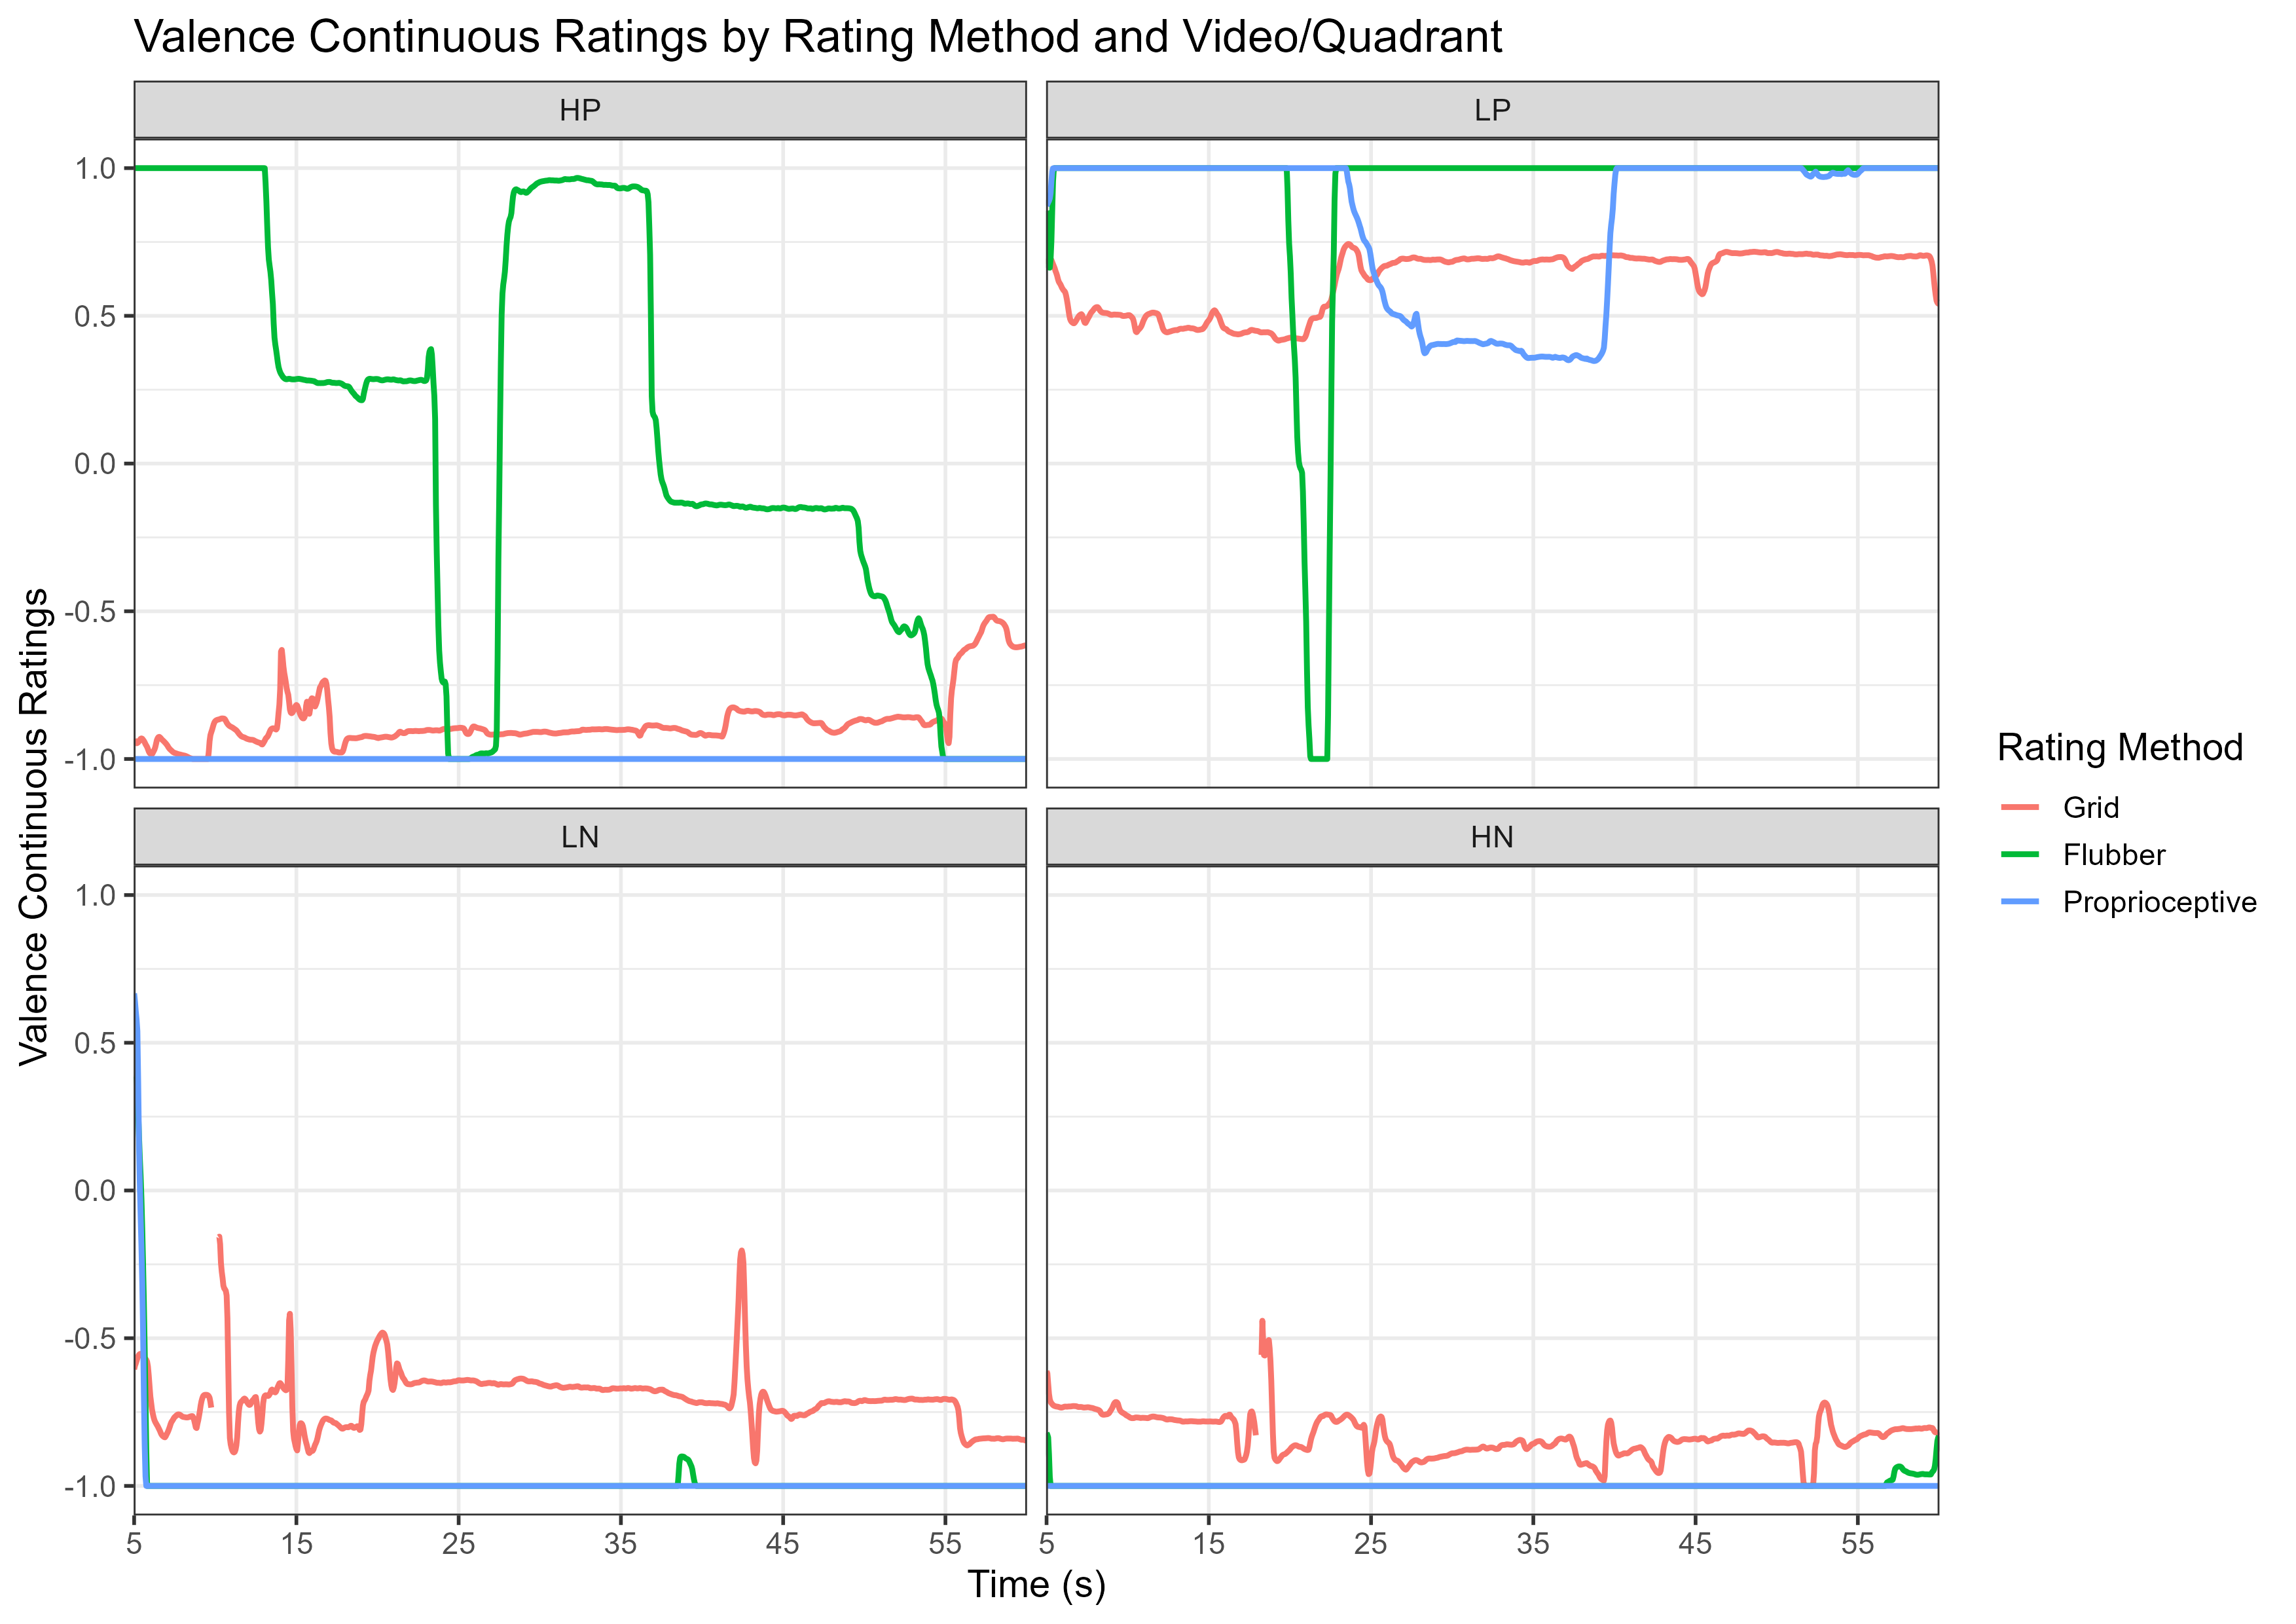 Valence Continuous Ratings by Rating Method and Video/Quadrant
HP
LP
1.0
0.5
0.0
-0.5
-1.0
LN
HN
1.0
0.5
0.0
-0.5
-1.0
5
15
25
35
45
55
5
15
25
35
45
55
Time (s)
Valence Continuous Ratings
Rating Method
Grid
Flubber
Proprioceptive